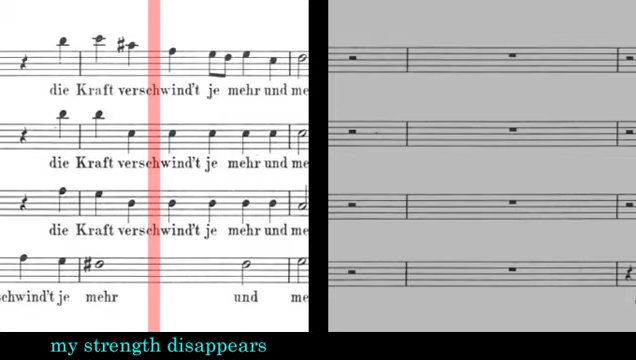 die Kraft verschwind't je mehr und me
die Kraft verschwind't je mehr und me
die Kraft verschwind't je mehr und me
schwind't je mehr und me
my strength disappears